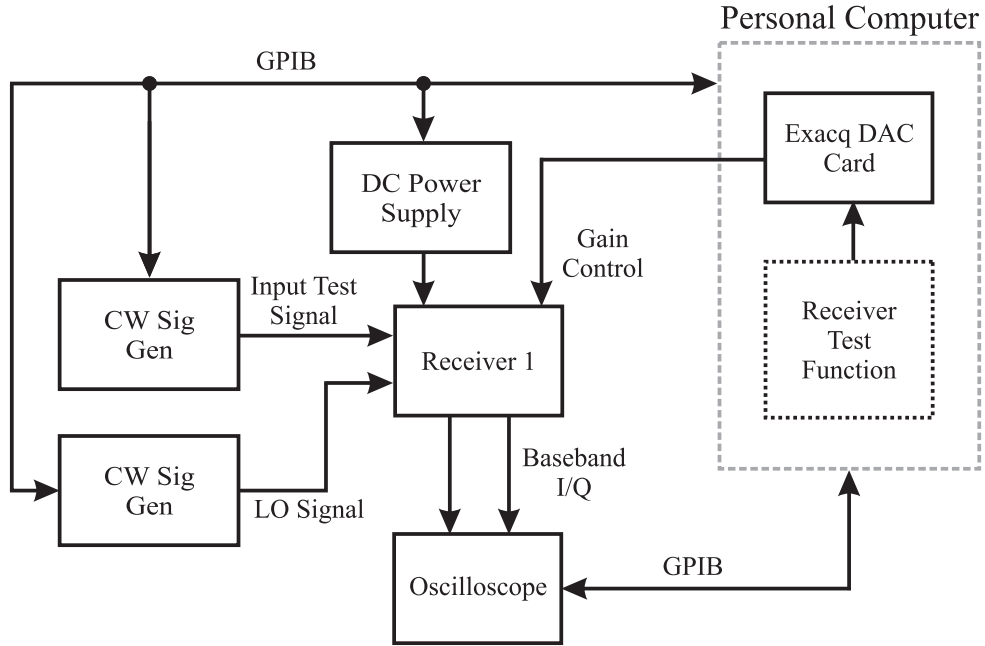 Personal Computer
GPIB
Exacq DAC
Card
DC Power
Supply
Gain
Control
Input Test
Signal
CW Sig
Gen
Receiver 1
Receiver
Test
Function
CW Sig
Gen
LO Signal
Baseband
I/Q
Oscilloscope
GPIB